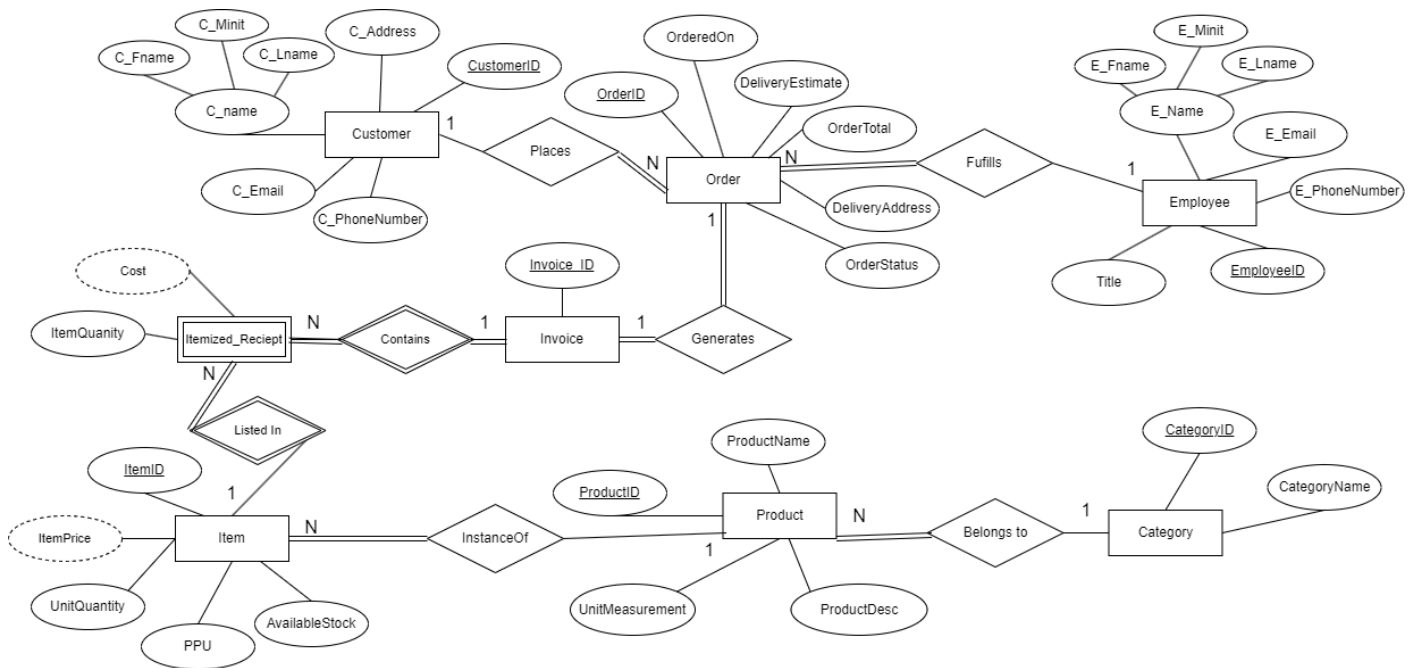 C_Minit
C_Fname
C_Lname
C_name
C_Address
CustomerID
Customer
1
C_Email
C_PhoneNumber
Places
N
OrderedOn
OrderID
DeliveryEstimate
OrderTotal
Order
N
DeliveryAddress
OrderStatus
1
Fufills
1
E_Minit
E_Fname
E_Lname
E_Name
E_Email
E_PhoneNumber
Employee
Title
EmployeeID
Cost
ItemQuanity
Itemized_Reciept
N
Contains
1
Invoice_ID
Invoice
1
Generates
N
Listed In
1
ItemID
ItemPrice
Item
N
UnitQuantity
PPU
AvailableStock
InstanceOf
1
ProductName
ProductID
Product
N
UnitMeasurement
ProductDesc
Belongs to
1
CategoryID
CategoryName
Category